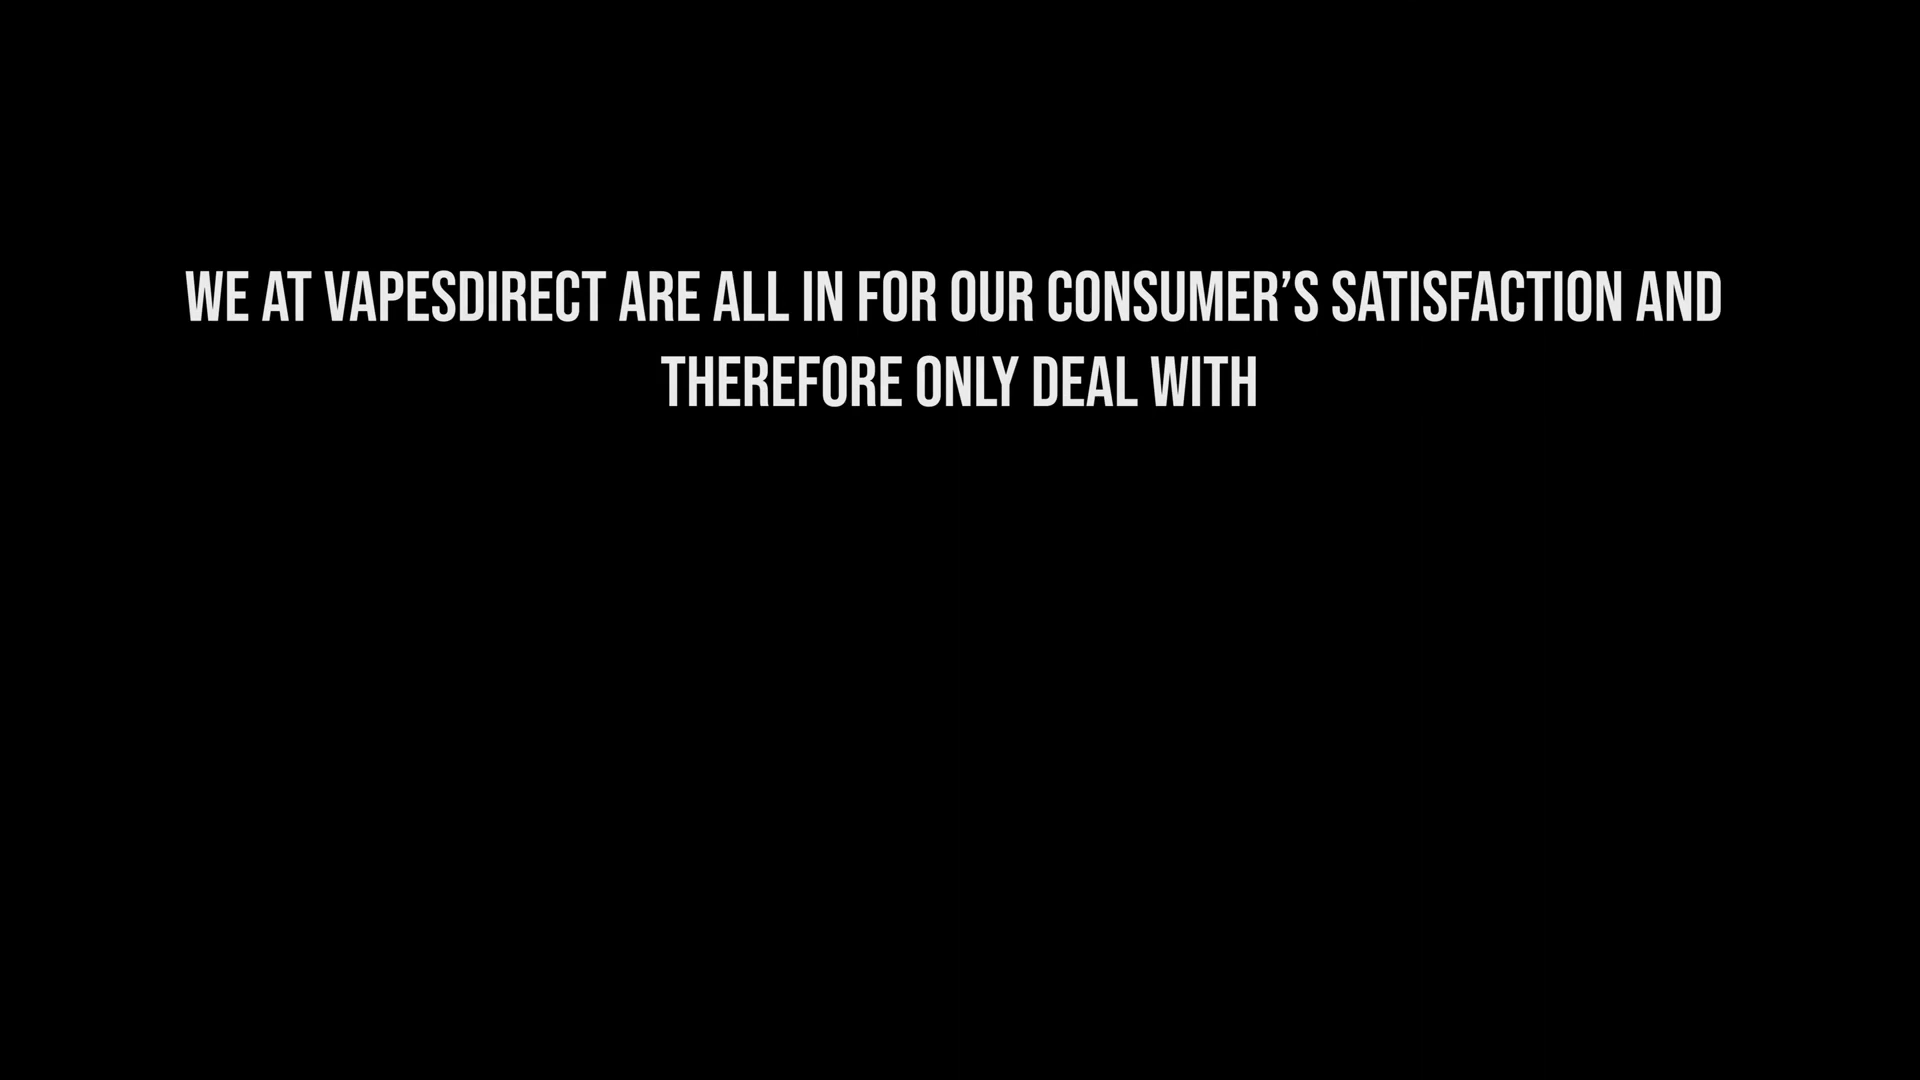 WE AT VAPESDIRECT ARE ALL IN FOR OUR CONSUMER’S SATISFACTION AND
THEREFORE ONLY DEAL WITH